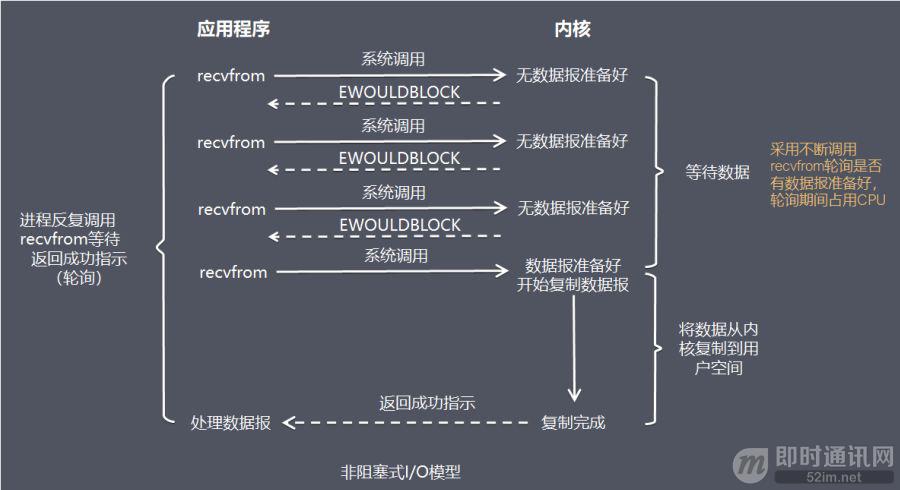 应用程序
内核
系统调用
recvfrom
无数据报准备好
EWOULDBLOCK
系统调用
recvfrom
无数据报准备好
EWOULDBLOCK
系统调用
recvfrom
无数据报准备好
EWOULDBLOCK
系统调用
recvfrom
数据报准备好
开始复制数据报
进程反复调用
recvfrom等待
返回成功指示
（轮询）
等待数据
采用不断调用
recvfrom轮询是否
有数据报准备好，
轮询期间占用CPU
将数据从内
核复制到用
户空间
返回成功指示
处理数据报
复制完成
非阻塞式I/O模型
即时通讯网
52im.net